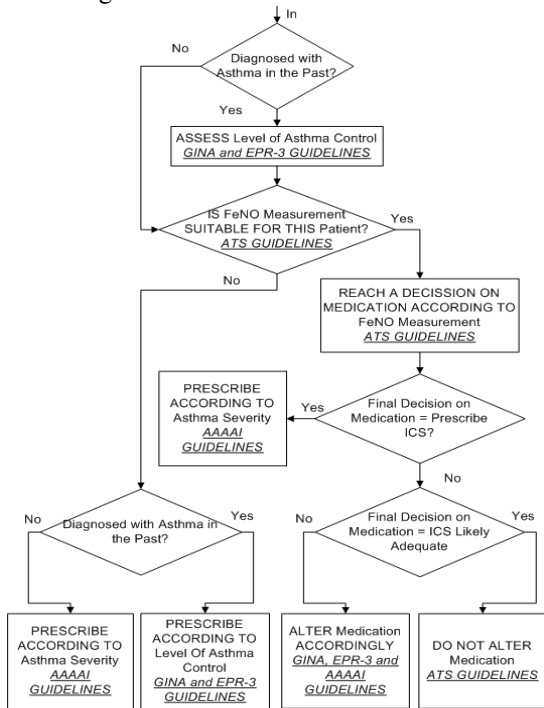 In
No
Diagnosed with
Asthma in the Past?
Yes
ASSESS Level of Asthma Control
GINA and EPR-3 GUIDELINES
IS FeNO Measurement
SUITABLE FOR THIS Patient?
ATS GUIDELINES
Yes
No
REACH A DECISSION ON
MEDICATION ACCORDING TO
FeNO Measurement
ATS GUIDELINES
PRESCRIBE
ACCORDING TO
Asthma Severity
AAAAI
GUIDELINES
Yes
Final Decision on
Medication = Prescribe
ICS?
No
No
Diagnosed with Asthma in
the Past?
Yes
No
Final Decision on
Medication = ICS Likely
Adequate
Yes
PRESCRIBE
ACCORDING TO
Asthma Severity
AAAAI
GUIDELINES
PRESCRIBE
ACCORDING TO
Level Of Asthma
Control
GINA and EPR-3
GUIDELINES
ALTER Medication
ACCORDINGLY
GINA, EPR-3 and
AAAAI
GUIDELINES
DO NOT ALTER
Medication
ATS GUIDELINES